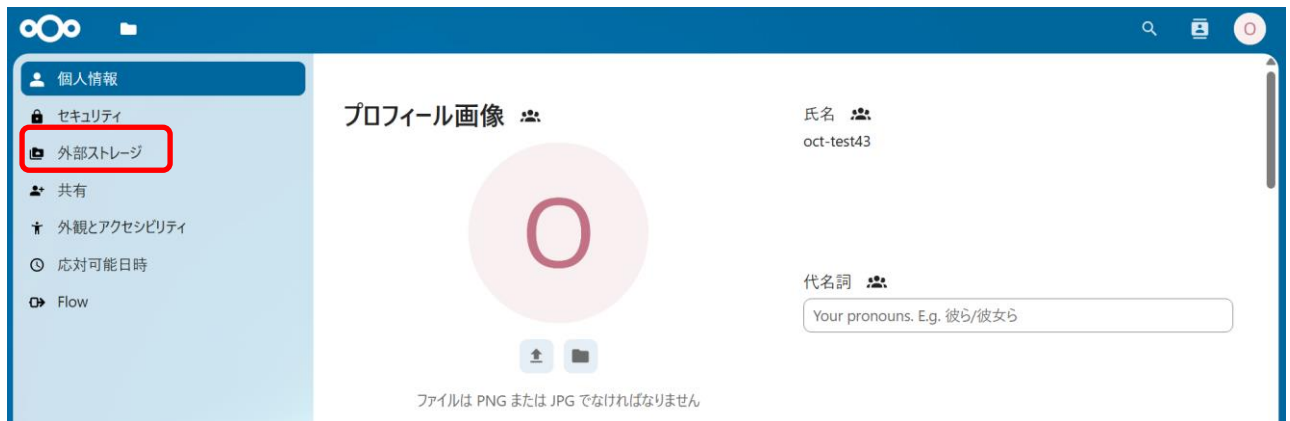 個人情報
セキュリティ
外部ストレージ
共有
外観とアクセシビリティ
応対可能日時
Flow
プロフィール画像
O
ファイルは PNG または JPG でなければなりません
氏名
oct-test43
代名詞
Your pronouns. E.g. 彼ら/彼女ら
O